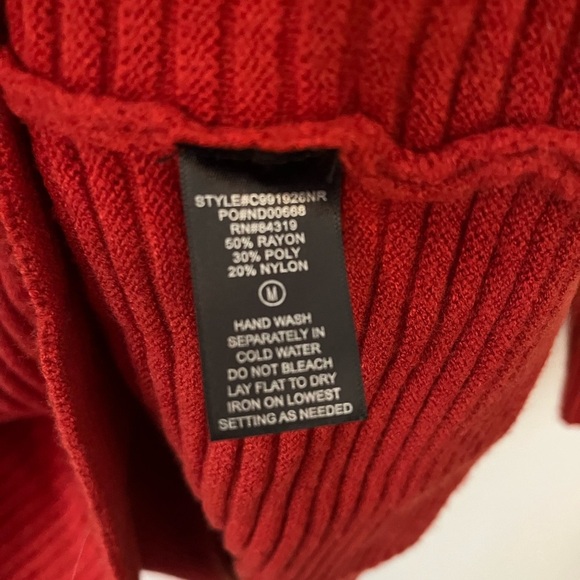 STYLE#C991926NR
PO#ND00668
RN#84319
50% RAYON
30% POLY
20% NYLON
M
HAND WASH
SEPARATELY IN
COLD WATER
DO NOT BLEACH
LAY FLAT TO DRY
IRON ON LOWEST
SETTING AS NEEDED